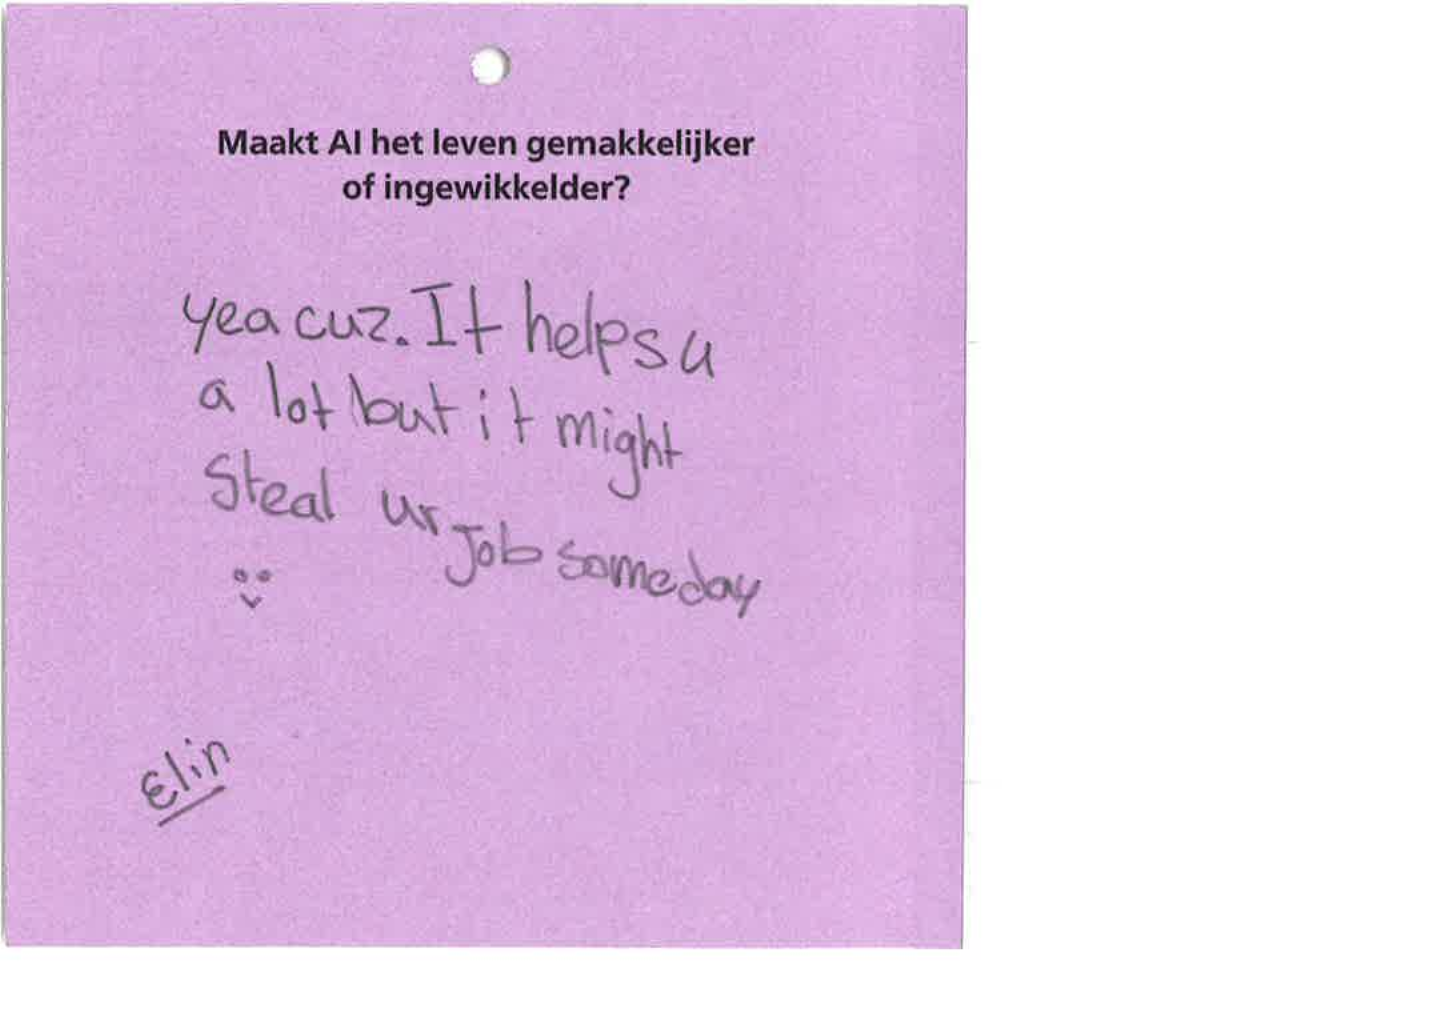 Maakt AI het leven gemakkelijker
of ingewikkelder?
yea cuz. It helps u
a lot but it might
Steal ur Job someday
Elin